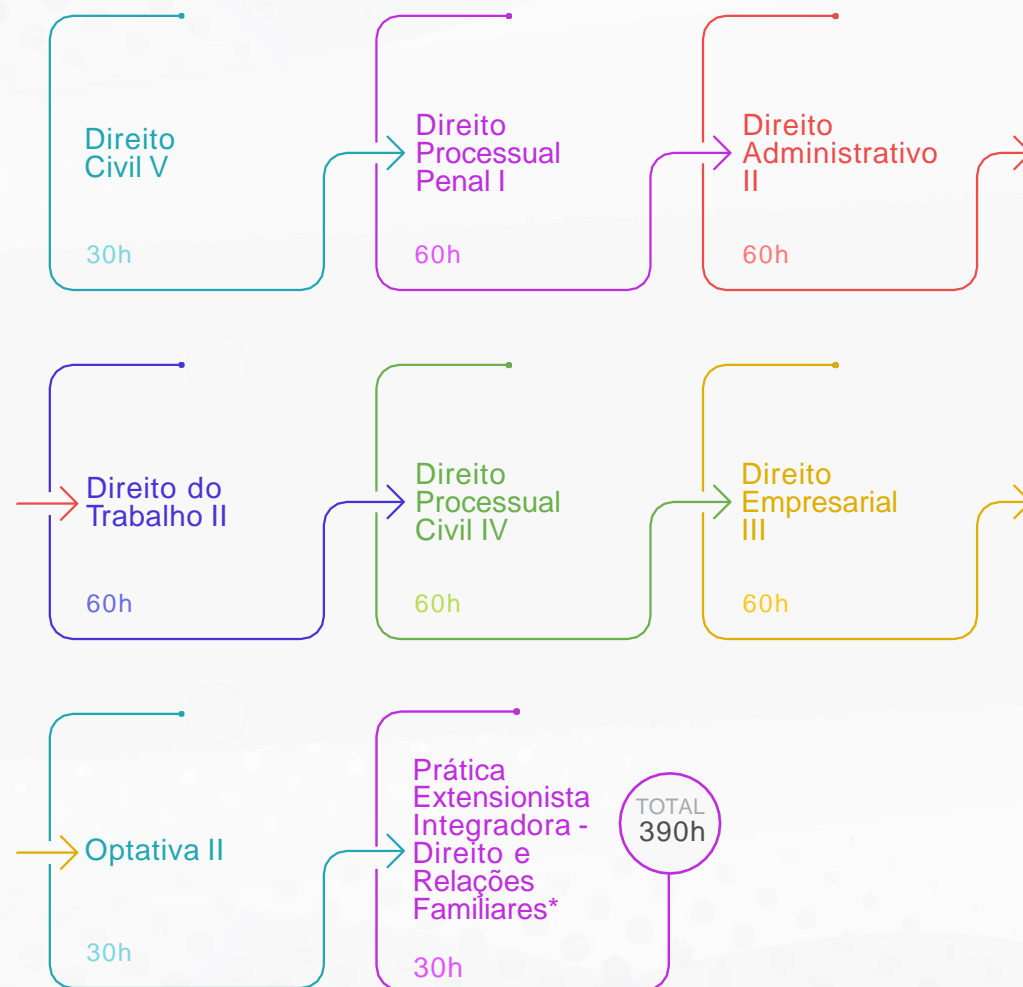 Direito
Civil V
30h
Direito
Processual
Penal I
60h
Direito
Administrativo
II
60h
Direito do
Trabalho II
60h
Direito
Processual
Civil IV
60h
Direito
Empresarial
III
60h
Optativa II
30h
Prática
Extensionista
Integradora -
Direito e
Relações
Familiares*
30h
TOTAL
390h